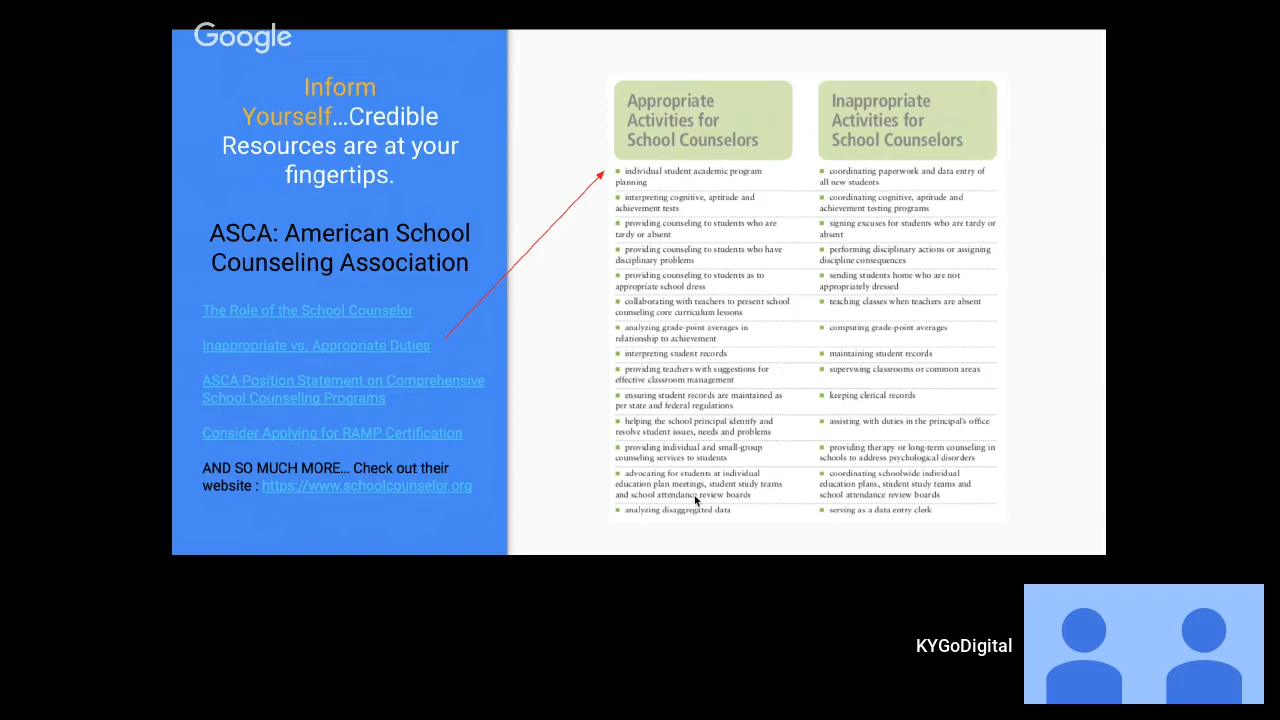 Google
Inform
Yourself...Credible
Resources are at your
fingertips.
ASCA: American School
Counseling Association
The Role of the School Counselor
Inappropriate vs. Appropriate Duties
ASCA Position Statement on Comprehensive
School Counseling Programs
Consider Applying for RAMP Certification
AND SO MUCH MORE... Check out their
website : https://www.schoolcounselor.org
Appropriate
Activities for
School Counselors
individual student academic program
planning
interpreting cognitive, aptitude and
achievement tests
providing counseling to students who are
tardy or absent
providing counseling to students who have
disciplinary problems
providing counseling to students as to
appropriate school dress
collaborating with teachers to present school
counseling core curriculum lessons
analyzing grade-point averages in
relationship to achievement
interpreting student records
providing teachers with suggestions for
effective classroom management
ensuring student records are maintained as
per state and federal regulations
helping the school principal identify and
resolve student issues, needs and problems
providing individual and small-group
counseling services to students
advocating for students at individual
education plan meetings, student study teams
and school attendance review boards
analyzing disaggregated data
Inappropriate
Activities for
School Counselors
coordinating paperwork and data entry of
all new students
coordinating cognitive, aptitude and
achievement testing programs
signing excuses for students who are tardy or
absent
performing disciplinary actions or assigning
discipline consequences
sending students home who are not
appropriately dressed
teaching classes when teachers are absent
computing grade-point averages
maintaining student records
supervising classrooms or common areas
keeping clerical records
assisting with duties in the principal's office
providing therapy or long-term counseling in
schools to address psychological disorders
coordinating schoolwide individual
education plans, student study teams and
school attendance review boards
serving as a data entry clerk
KYGoDigital